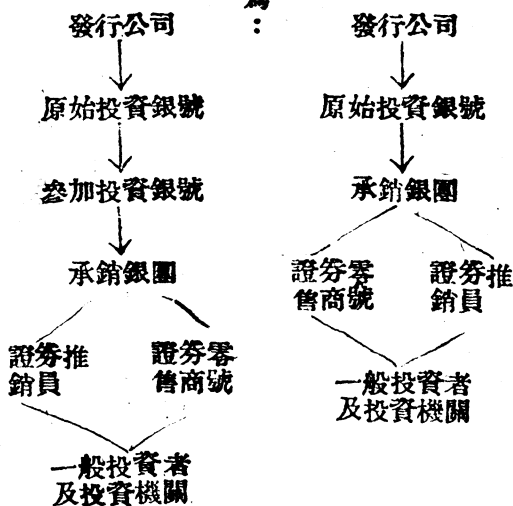 為：
發行公司
原始投資銀號
承銷銀團
證券零
售商號
證券推
銷員
一般投資者
及投資機關
發行公司
原始投資銀號
參加投資銀號
承銷銀團
證券推
銷員
證券零
售商號
一般投資者
及投資機關